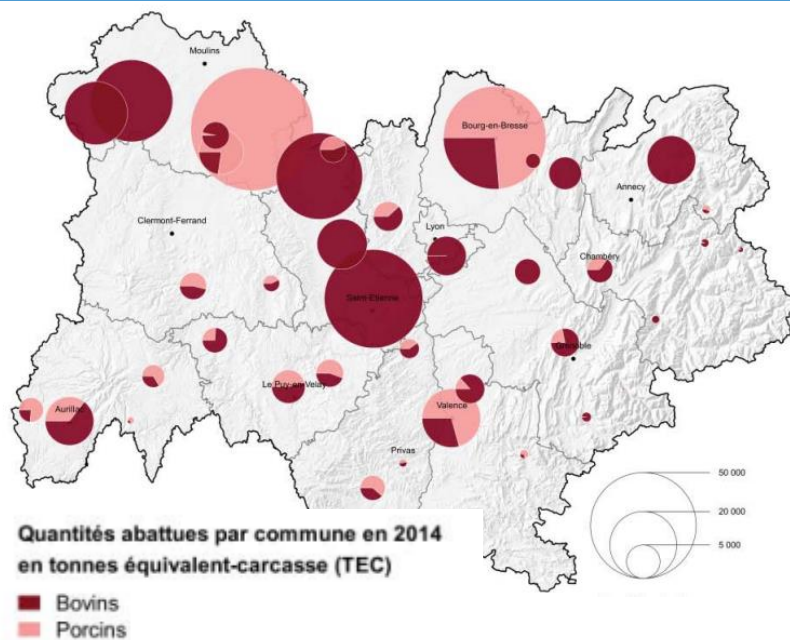 Moulins
Bourg-en-Bresse
Annecy
Clermont-Ferrand
Lyon
Chambéry
Saint-Etienne
Grenoble
Le Puy-en-Velay
Aurillac
Valence
Privas
50 000
20 000
5 000
Quantités abattues par commune en 2014
en tonnes équivalent-carcasse (TEC)
Bovins
Porcins